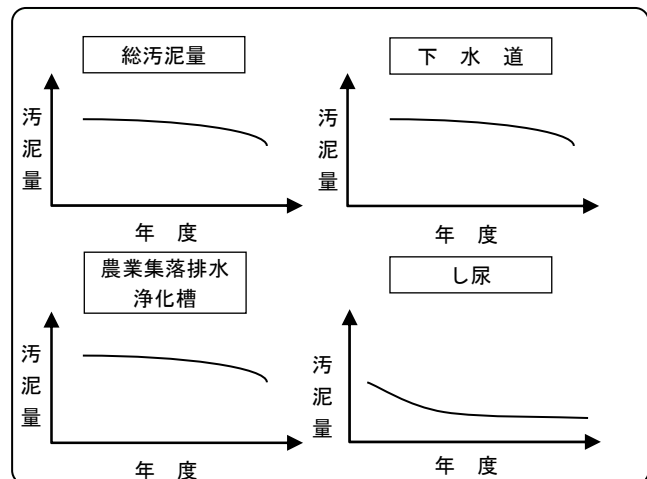 総汚泥量
汚泥量
年 度
下 水 道
汚泥量
年 度
農業集落排水
浄化槽
汚泥量
年 度
し尿
汚泥量
年 度